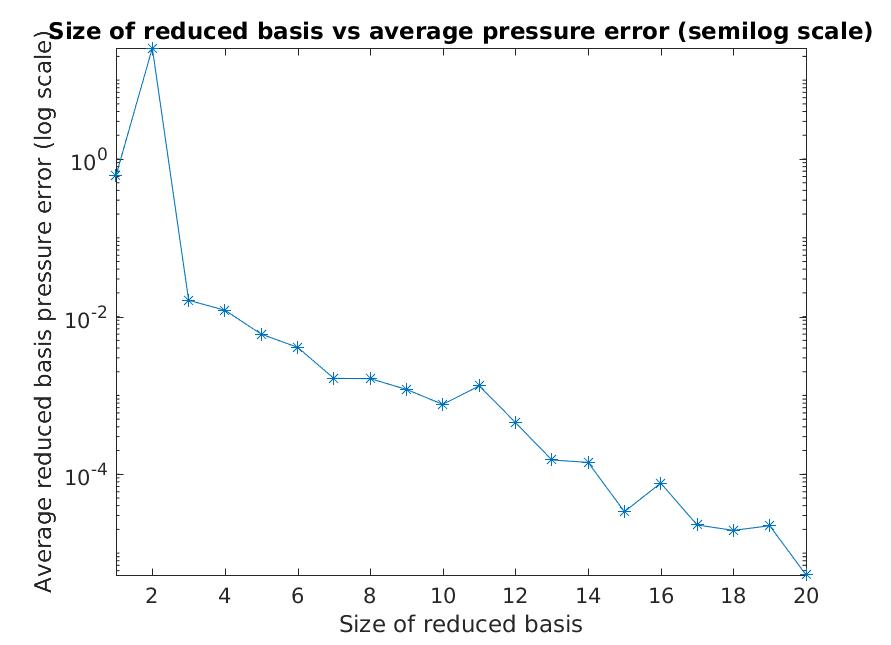 Size of reduced basis vs average pressure error (semilog scale)
Average reduced basis pressure error (log scale)
10^0
10^-2
10^-4
2 4 6 8 10 12 14 16 18 20
Size of reduced basis